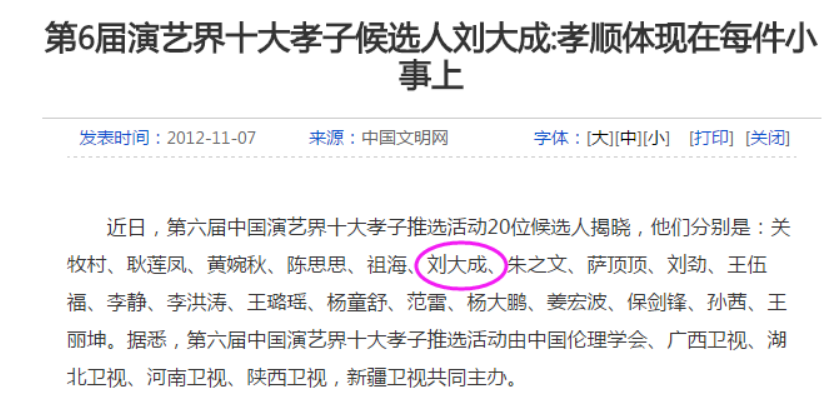 第6届演艺界十大孝子候选人刘大成:孝顺体现在每件小
事上
发表时间：2012-11-07 来源：中国文明网 字体：[大][中][小] [打印] [关闭]
近日，第六届中国演艺界十大孝子推选活动20位候选人揭晓，他们分别是：关
牧村、耿莲凤、黄婉秋、陈思思、祖海、刘大成、朱之文、萨顶顶、刘劲、王伍
福、李静、李洪涛、王璐瑶、杨童舒、范雷、杨大鹏、姜宏波、保剑锋、孙茜、王
丽坤。据悉，第六届中国演艺界十大孝子推选活动由中国伦理学会、广西卫视、湖
北卫视、河南卫视、陕西卫视，新疆卫视共同主办。